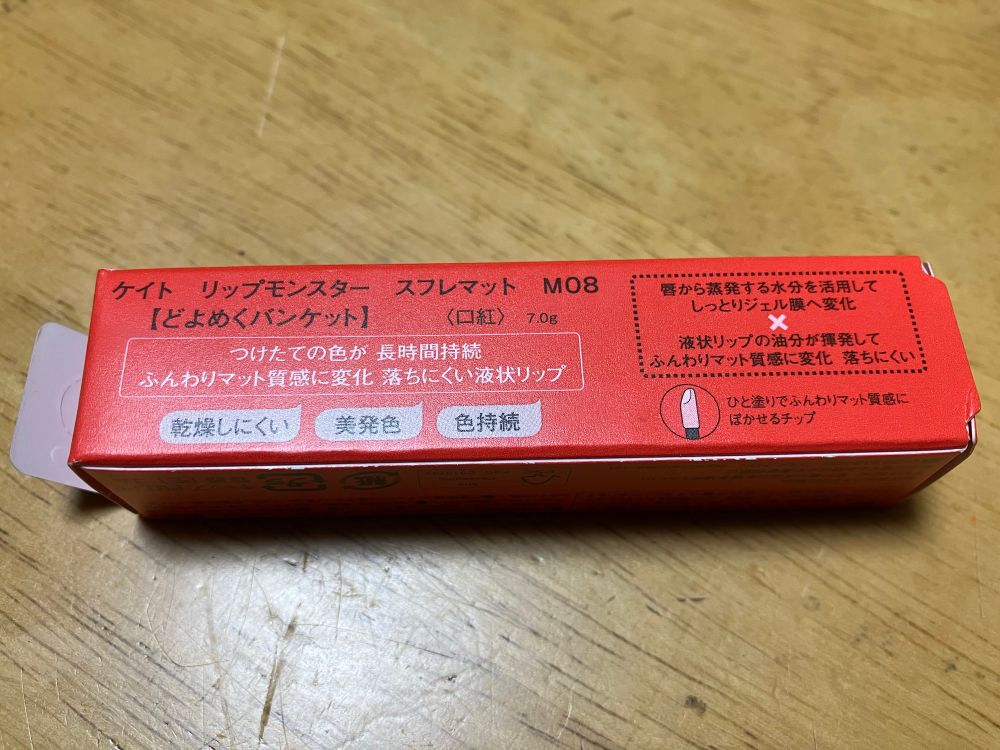 ケイト リップモンスター スフレマット M08
【どよめくバンケット】 〈口紅〉 7.0g
つけたての色が 長時間持続
ふんわりマット質感に変化 落ちにくい液状リップ
乾燥しにくい 美発色 色持続
唇から蒸発する水分を活用して
しっとりジェル膜へ変化
×
液状リップの油分が揮発して
ふんわりマット質感に変化 落ちにくい
ひと塗りでふんわりマット質感に
ぼかせるチップ